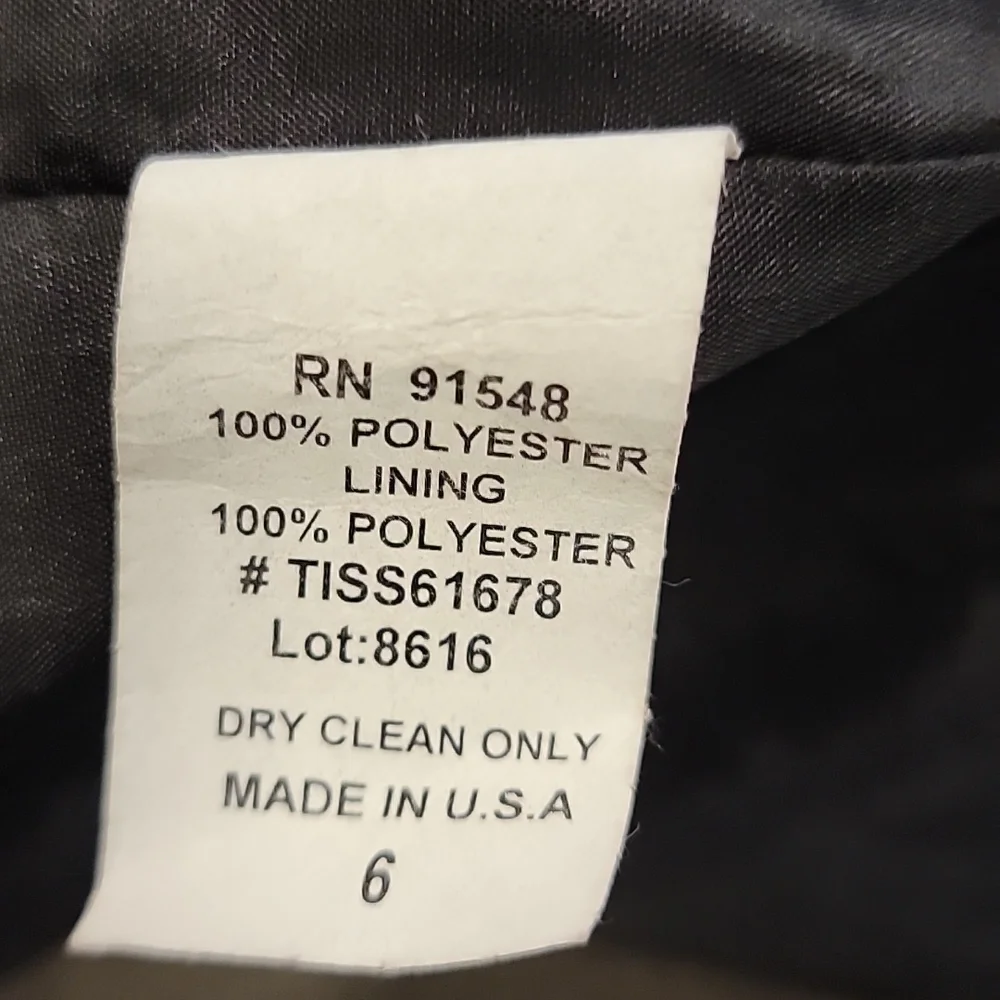 RN 91548
100% POLYESTER
LINING
100% POLYESTER
# TISS61678
Lot:8616
DRY CLEAN ONLY
MADE IN U.S.A
6